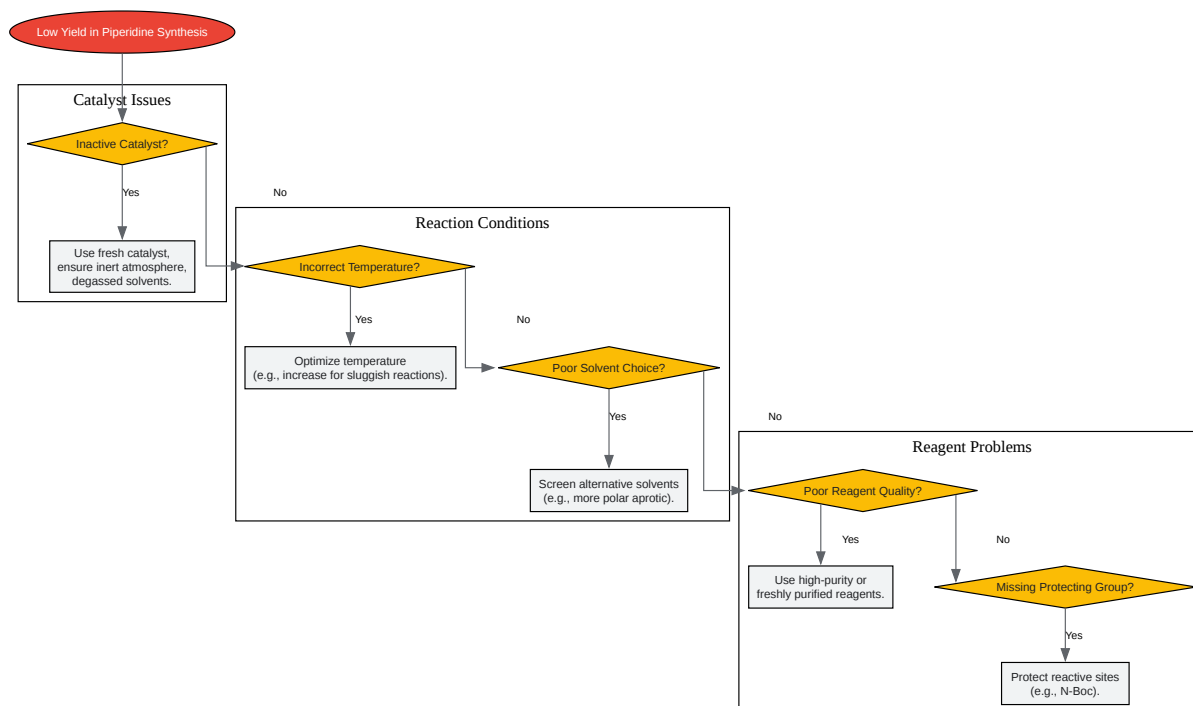 Low Yield in Piperidine Synthesis
Catalyst Issues
Inactive Catalyst?
Yes
No
Use fresh catalyst,
ensure inert atmosphere,
degassed solvents.
Reaction Conditions
Incorrect Temperature?
Yes
No
Optimize temperature
(e.g., increase for sluggish reactions).
Poor Solvent Choice?
Yes
No
Screen alternative solvents
(e.g., more polar aprotic).
Reagent Problems
Poor Reagent Quality?
Yes
No
Use high-purity or
freshly purified reagents.
Missing Protecting Group?
Yes
Protect reactive sites
(e.g., N-Boc).